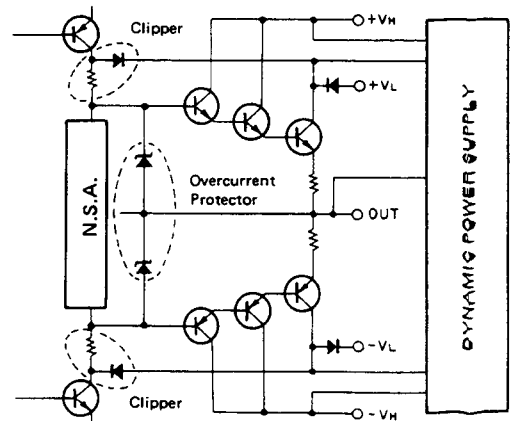 Clipper
+VH
+VL
N.S.A.
Overcurrent
Protector
OUT
DYNAMIC POWER SUPPLY
-VL
Clipper
-VH